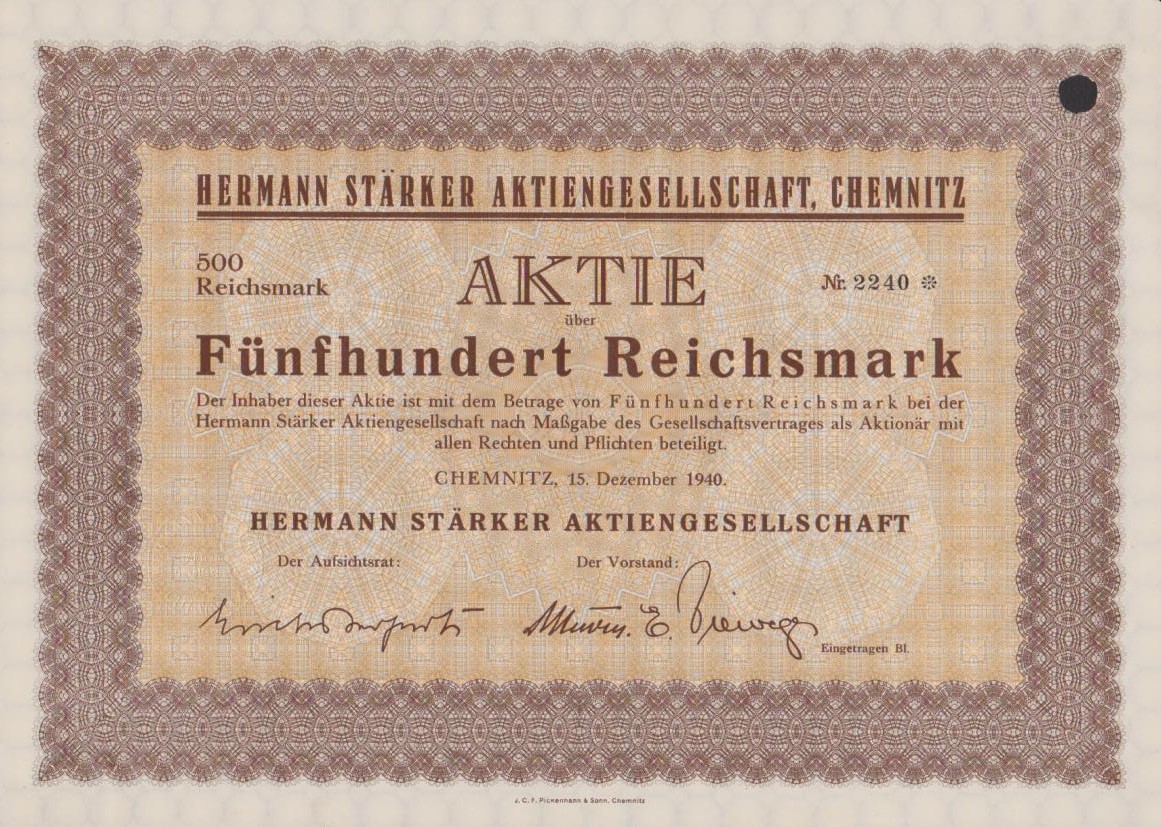 HERMANN STÄRKER AKTIENGESELLSCHAFT, CHEMNITZ
500
Reichsmark
AKTIE
Nr. 2240 ❊
über
Fünfhundert Reichsmark
Der Inhaber dieser Aktie ist mit dem Betrage von Fünfhundert Reichsmark bei der
Hermann Stärker Aktiengesellschaft nach Maßgabe des Gesellschaftsvertrages als Aktionär mit
allen Rechten und Pflichten beteiligt.
CHEMNITZ, 15. Dezember 1940.
HERMANN STÄRKER AKTIENGESELLSCHAFT
Der Aufsichtsrat: Der Vorstand:
E. Vieweg
Eingetragen Bl.
J. C. F. Pickenhahn & Sohn, Chemnitz